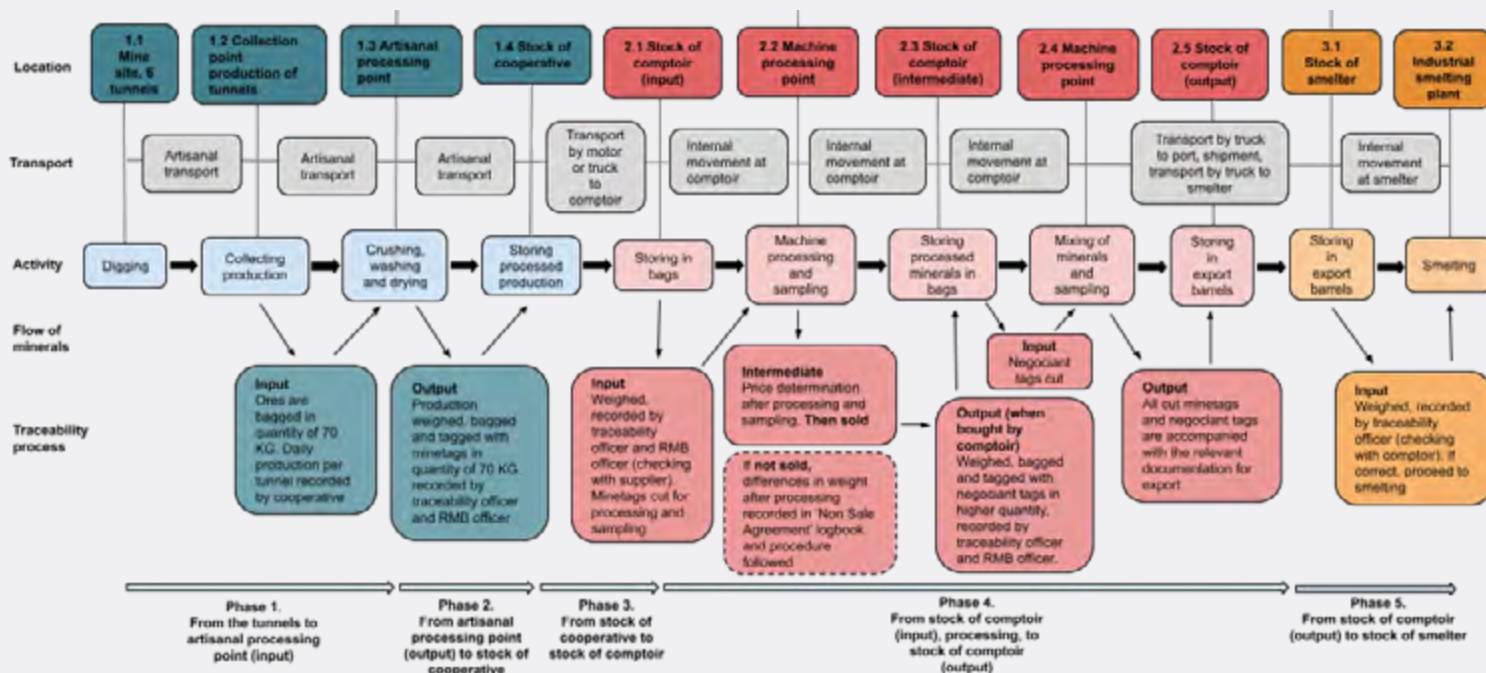 Location
1.1
Mine
site, 6
tunnels
1.2 Collection
point
production of
tunnels
1.3 Artisanal
processing
point
1.4 Stock of
cooperative
2.1 Stock of
comptoir
(input)
2.2 Machine
processing
point
2.3 Stock of
comptoir
(intermediate)
2.4 Machine
processing
point
2.5 Stock of
comptoir
(output)
3.1
Stock of
smelter
3.2
Industrial
smelting
plant
Transport
Artisanal
transport
Artisanal
transport
Artisanal
transport
Transport
by motor
or truck
to
comptoir
Internal
movement at
comptoir
Internal
movement at
comptoir
Internal
movement at
comptoir
Transport by truck
to port, shipment,
transport by truck to
smelter
Internal
movement
at smelter
Activity
Digging
Collecting
production
Crushing,
washing
and drying
Storing
processed
production
Storing in
bags
Machine
processing
and
sampling
Storing
processed
minerals in
bags
Mixing of
minerals
and
sampling
Storing
in
export
barrels
Storing
in
export
barrels
Smelting
Flow of
minerals
Traceability
process
Input
Ores are
bagged in
quantity of 70
KG. Daily
production per
tunnel recorded
by cooperative
Output
Production
weighed, bagged
and tagged with
minetags in
quantity of 70 KG.
recorded by
traceability officer
and RMB officer
Input
Weighed,
recorded by
traceability
officer and RMB
officer (checking
with supplier).
Minetags cut for
processing and
sampling
Intermediate
Price determination
after processing and
sampling. Then sold
If not sold,
differences in weight
after processing
recorded in 'Non Sale
Agreement' logbook
and procedure
followed
Output (when
bought by
comptoir)
Weighed, bagged
and tagged with
negociant tags in
higher quantity,
recorded by
traceability officer
and RMB officer.
Input
Negociant
tags cut
Output
All cut minetags
and negociant tags
are accompanied
with the relevant
documentation for
export
Input
Weighed, recorded
by traceability
officer (checking
with comptoir). If
correct, proceed to
smelting
Phase 1.
From the tunnels to
artisanal processing
point (input)
Phase 2.
From artisanal
processing point
(output) to stock of
cooperative
Phase 3.
From stock of
cooperative to
stock of comptoir
Phase 4.
From stock of comptoir
(input), processing, to
stock of comptoir
(output)
Phase 5.
From stock of comptoir
(output) to stock of smelter